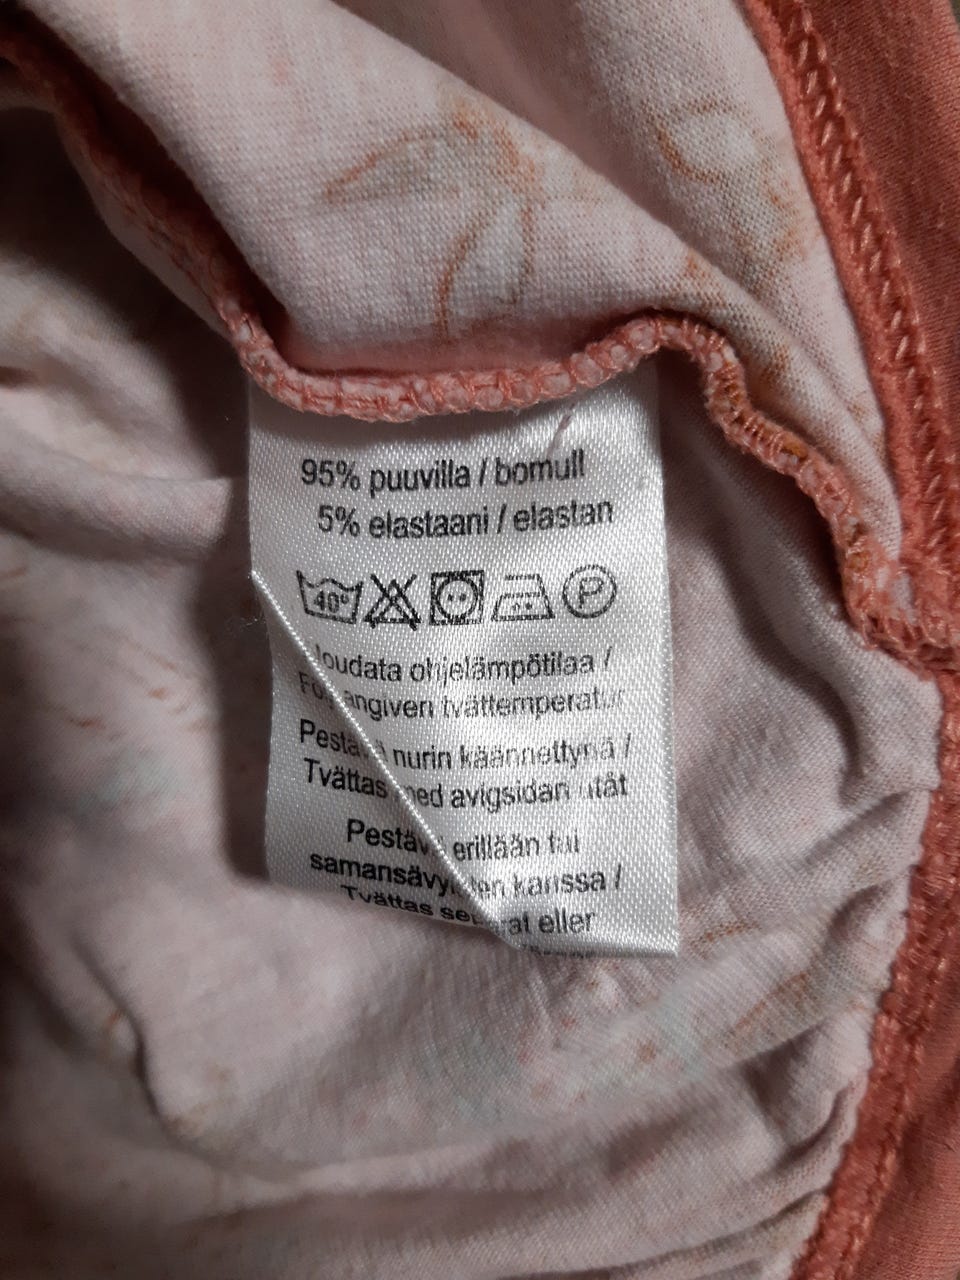 95% puuvilla / bomull
5% elastaani / elastan
40° P
Noudata ohjelämpötilaa /
angiven tvättemperatur
nurin käännettynä /
Tvättas med avigsidan utåt
Pestävä erillään tai
samansävyisten kanssa /
Tvättas separat eller